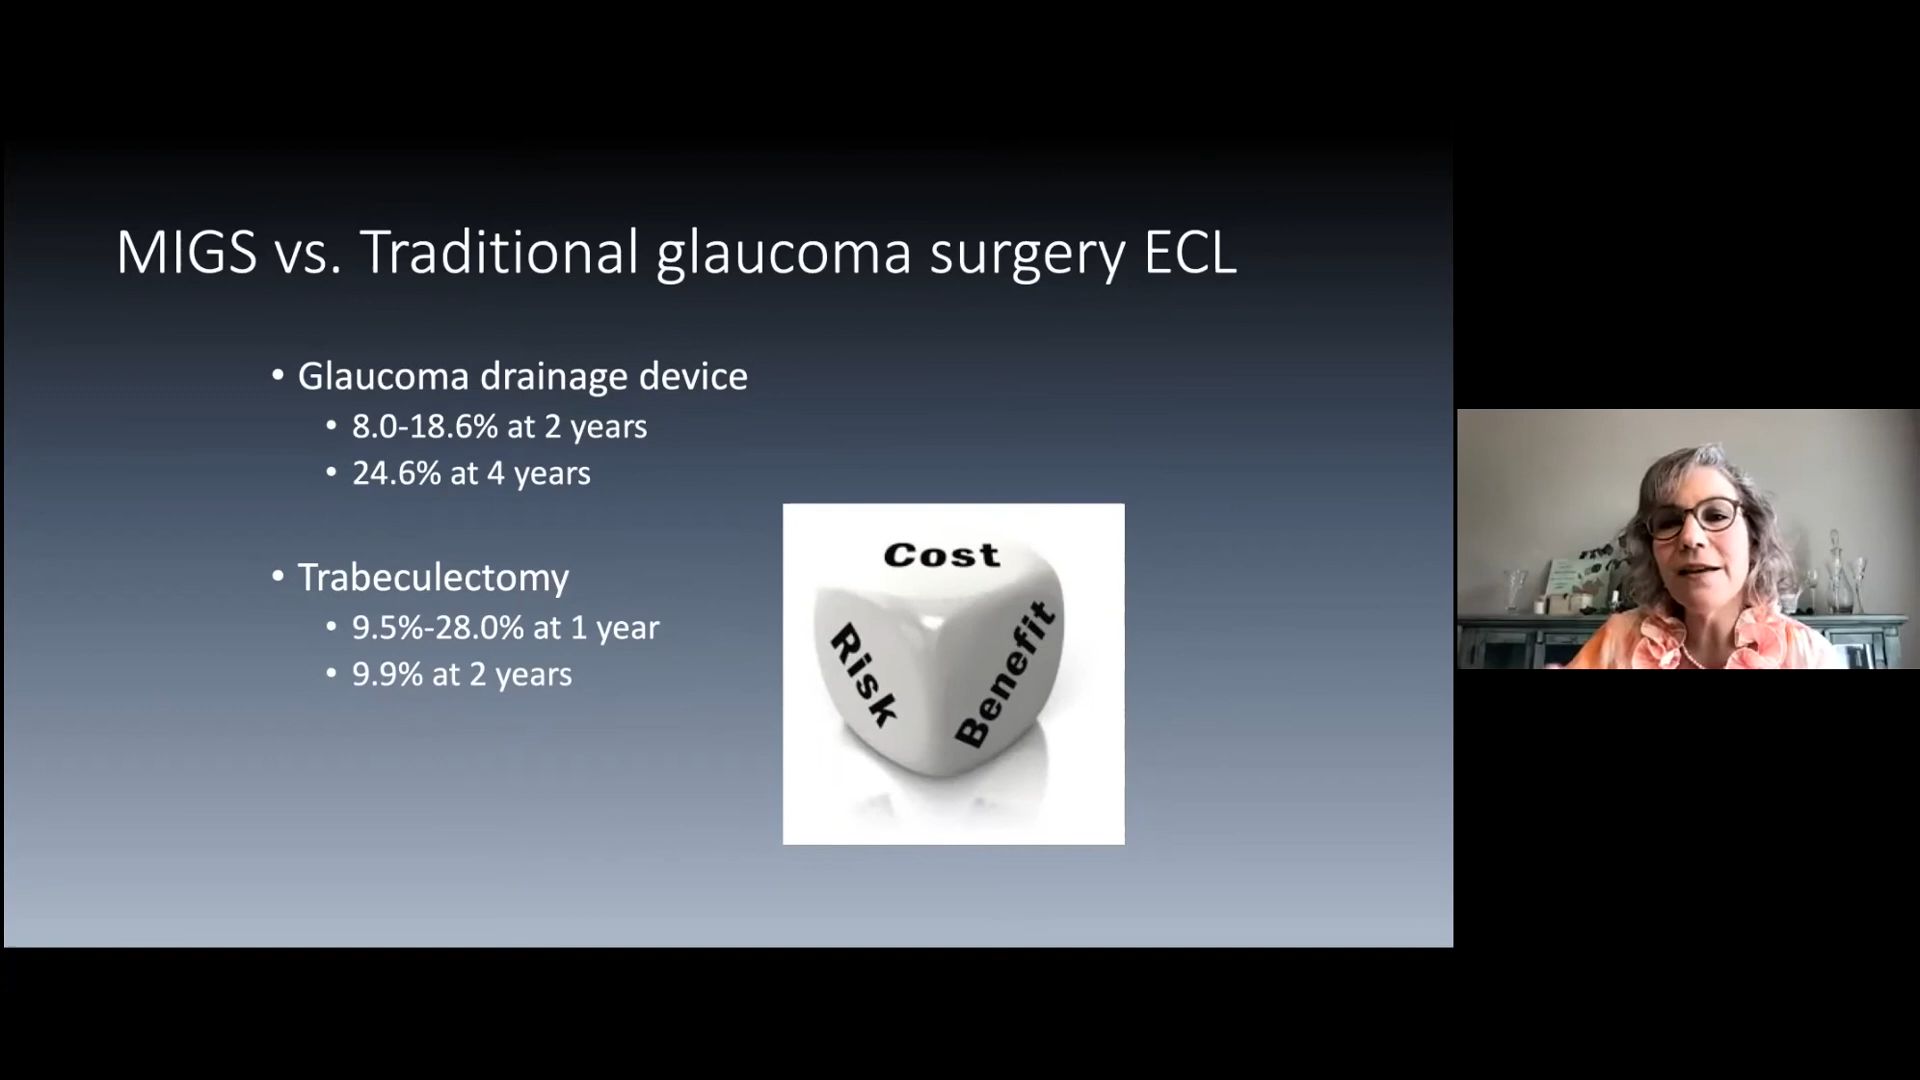 MIGS vs. Traditional glaucoma surgery ECL
• Glaucoma drainage device
• 8.0-18.6% at 2 years
• 24.6% at 4 years
• Trabeculectomy
• 9.5%-28.0% at 1 year
• 9.9% at 2 years
Cost
Risk
Benefit